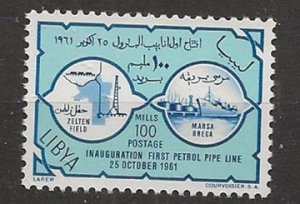 افتتاح اول انابيب البترول ٢٥ اكتوبر ١٩٦١
ليبيا
١٠٠ مليم
بريد
مرسى بريقة
حقل زلطن
ZELTEN
FIELD
MILLS
100
POSTAGE
MARSA
BREGA
LIBYA
INAUGURATION FIRST PETROL PIPE LINE
25 OCTOBER 1961
LAREW
COURVOISIER S.A.